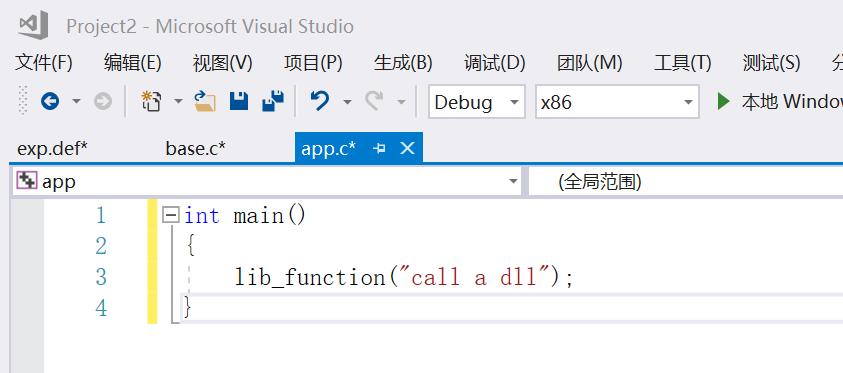 Project2 - Microsoft Visual Studio
文件(F) 编辑(E) 视图(V) 项目(P) 生成(B) 调试(D) 团队(M) 工具(T) 测试(S)
Debug x86 本地 Window
exp.def* base.c* app.c*
app (全局范围)
1 int main()
2 {
3 lib_function("call a dll");
4 }